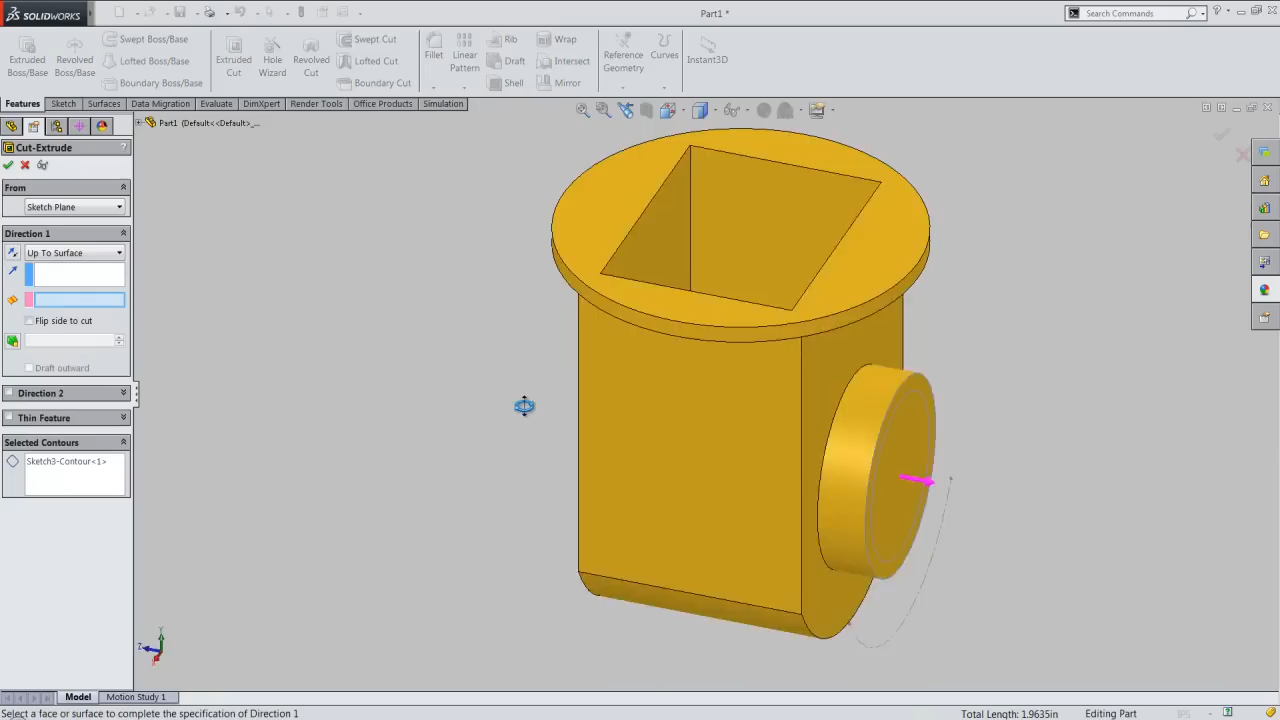 SOLIDWORKS
Part1 *
Search Commands
Extruded Boss/Base
Revolved Boss/Base
Swept Boss/Base
Lofted Boss/Base
Boundary Boss/Base
Extruded Cut
Hole Wizard
Revolved Cut
Swept Cut
Lofted Cut
Boundary Cut
Fillet
Linear Pattern
Rib
Draft
Shell
Wrap
Intersect
Mirror
Reference Geometry
Curves
Instant3D
Features Sketch Surfaces Data Migration Evaluate DimXpert Render Tools Office Products Simulation
Part1 (Default<<Default>_...
Cut-Extrude ?
From
Sketch Plane
Direction 1
Up To Surface
Flip side to cut
Draft outward
Direction 2
Thin Feature
Selected Contours
Sketch3-Contour<1>
Y
Z
X
Model Motion Study 1
Select a face or surface to complete the specification of Direction 1 Total Length: 1.9635in Editing Part IPS